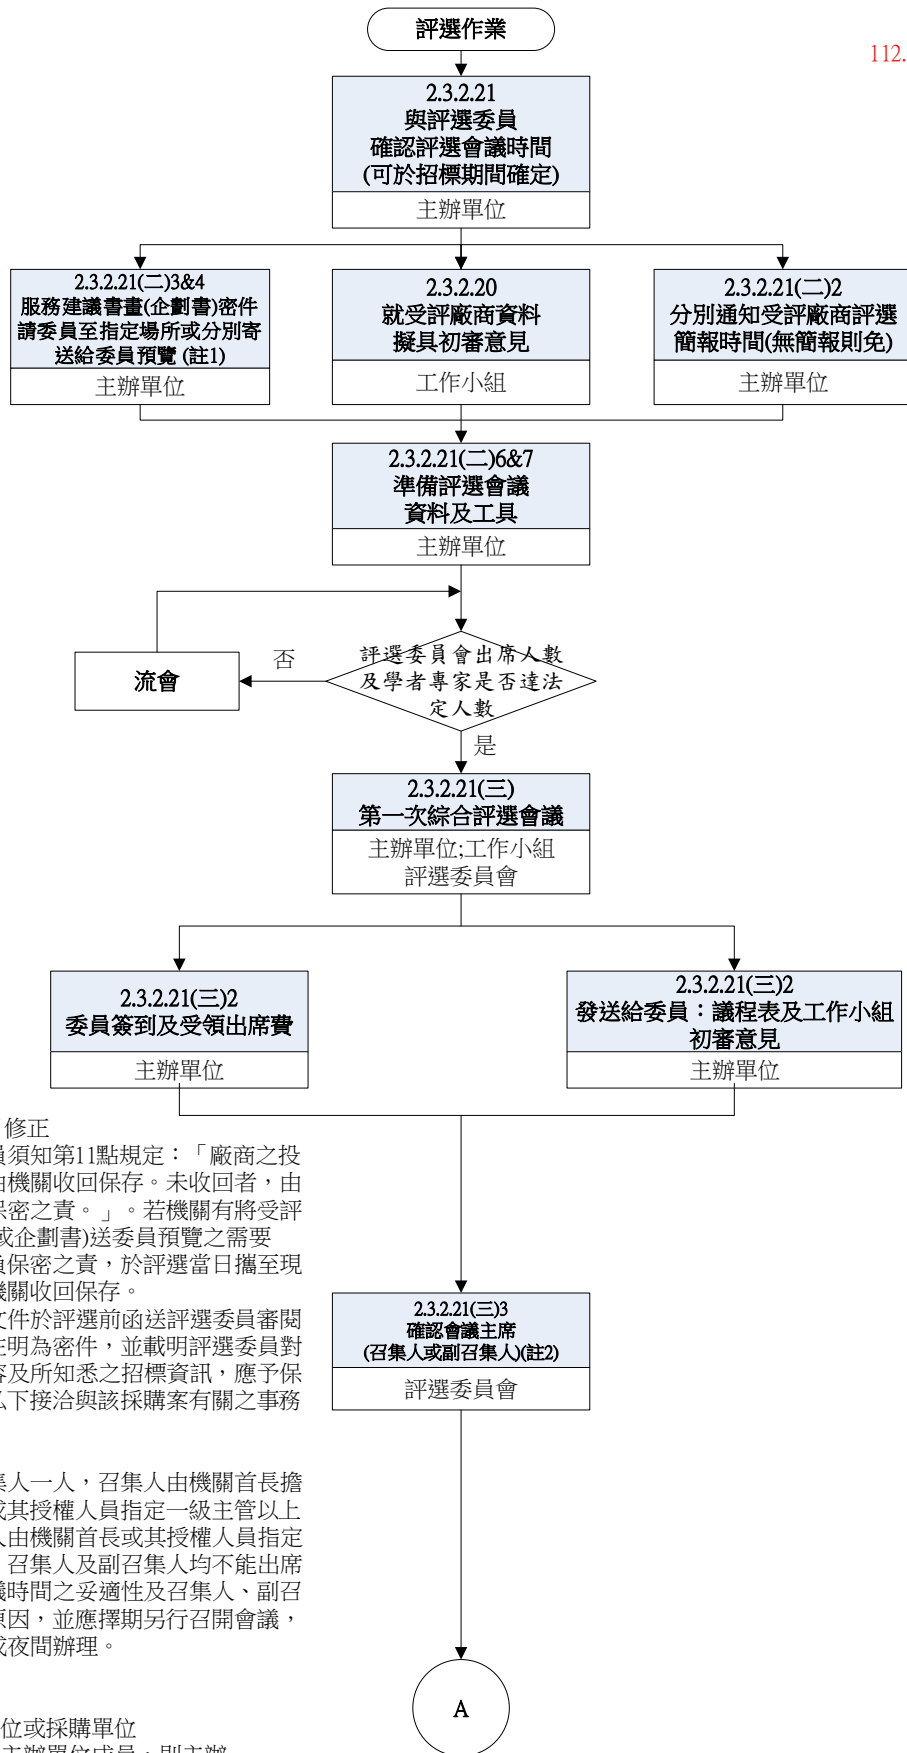 評選作業
112.
2.3.2.21
與評選委員
確認評選會議時間
(可於招標期間確定)
主辦單位
2.3.2.21(二)3&4
服務建議書畫(企劃書)密件
請委員至指定場所或分別寄
送給委員預覽 (註1)
主辦單位
2.3.2.20
就受評廠商資料
擬具初審意見
工作小組
2.3.2.21(二)2
分別通知受評廠商評選
簡報時間(無簡報則免)
主辦單位
2.3.2.21(二)6&7
準備評選會議
資料及工具
主辦單位
評選委員會出席人數
及學者專家是否達法
定人數
否
流會
是
2.3.2.21(三)
第一次綜合評選會議
主辦單位;工作小組
評選委員會
2.3.2.21(三)2
委員簽到及受領出席費
主辦單位
2.3.2.21(三)2
發送給委員：議程表及工作小組
初審意見
主辦單位
修正
員須知第11點規定：「廠商之投
由機關收回保存。未收回者，由
保密之責。」。若機關有將受評
或企劃書)送委員預覽之需要
負保密之責，於評選當日攜至現
機關收回保存。
文件於評選前函送評選委員審閱
注明為密件，並載明評選委員對
容及所知悉之招標資訊，應予保
私下接洽與該採購案有關之事務
2.3.2.21(三)3
確認會議主席
(召集人或副召集人)(註2)
評選委員會
集人一人，召集人由機關首長擔
或其授權人員指定一級主管以上
人由機關首長或其授權人員指定
召集人及副召集人均不能出席
議時間之妥適性及召集人、副召
原因，並應擇期另行召開會議，
或夜間辦理。
A
位或採購單位
主辦單位成員，則主辦